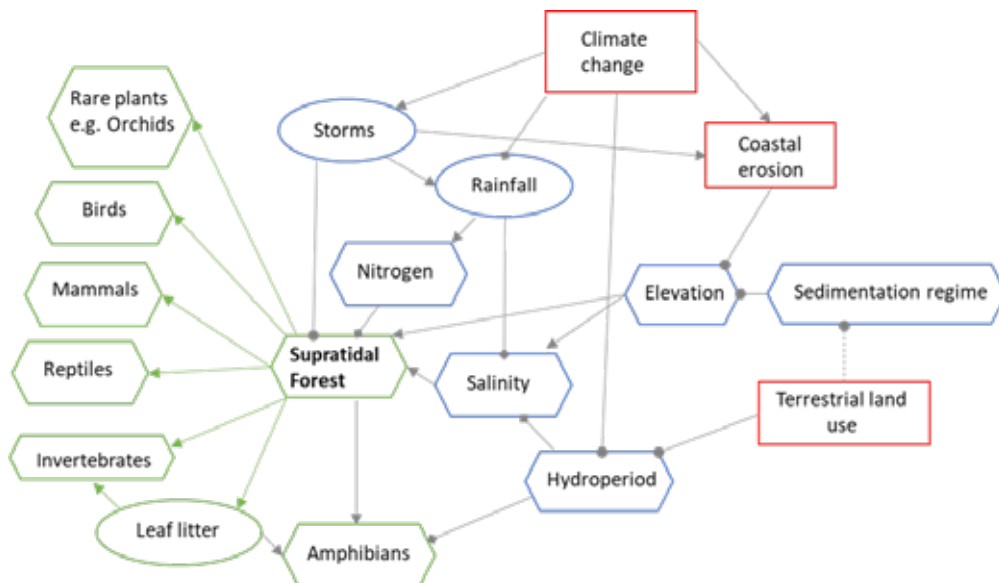 Climate
change
Rare plants
e.g. Orchids
Storms
Coastal
erosion
Rainfall
Birds
Nitrogen
Mammals
Elevation
Sedimentation regime
Supratidal
Forest
Reptiles
Salinity
Terrestrial land
use
Invertebrates
Hydroperiod
Leaf litter
Amphibians